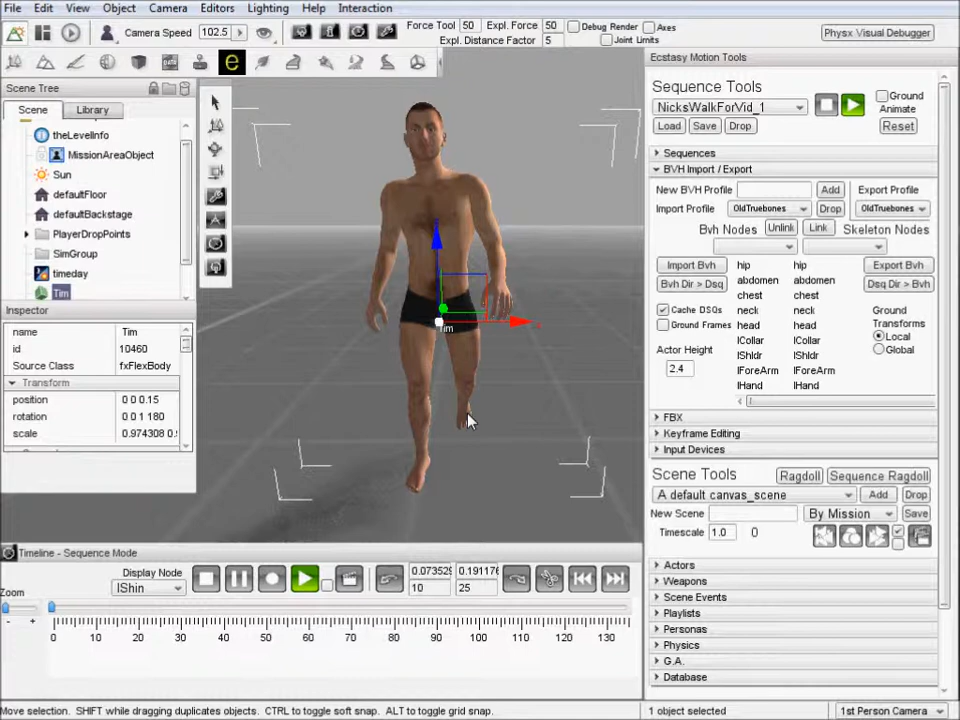 File Edit View Object Camera Editors Lighting Help Interaction
Camera Speed 102.5
Force Tool 50 Expl. Force 50 Debug Render Axes
Expl. Distance Factor 5 Joint Limits
Physx Visual Debugger
Scene Tree
Scene Library
theLevelInfo
MissionAreaObject
Sun
defaultFloor
defaultBackstage
PlayerDropPoints
SimGroup
timeday
Tim
Inspector
name Tim
id 10460
Source Class fxFlexBody
Transform
position 0 0 0.15
rotation 0 0 1 180
scale 0.974308 0.9
Tim
x
Ecstasy Motion Tools
Sequence Tools
NicksWalkForVid_1
Ground Animate
Load Save Drop Reset
Sequences
BVH Import / Export
New BVH Profile Add Export Profile
Import Profile OldTruebones Drop OldTruebones
Bvh Nodes Unlink Link Skeleton Nodes
Import Bvh hip hip Export Bvh
Bvh Dir > Dsq abdomen abdomen Dsq Dir > Bvh
chest chest
Cache DSQs neck neck Ground
Ground Frames head head Transforms
lCollar lCollar Local
Actor Height lShldr lShldr Global
2.4 lForeArm lForeArm
lHand lHand
FBX
Keyframe Editing
Input Devices
Scene Tools Ragdoll Sequence Ragdoll
A default canvas_scene Add Drop
New Scene By Mission Save
Timescale 1.0 0
Actors
Weapons
Scene Events
Playlists
Personas
Physics
G.A.
Database
Timeline - Sequence Mode
Zoom
- +
Display Node
lShin
0.073529 0.191176
10 25
0 10 20 30 40 50 60 70 80 90 100 110 120 130
Move selection. SHIFT while dragging duplicates objects. CTRL to toggle soft snap. ALT to toggle grid snap.
1 object selected
1st Person Camera